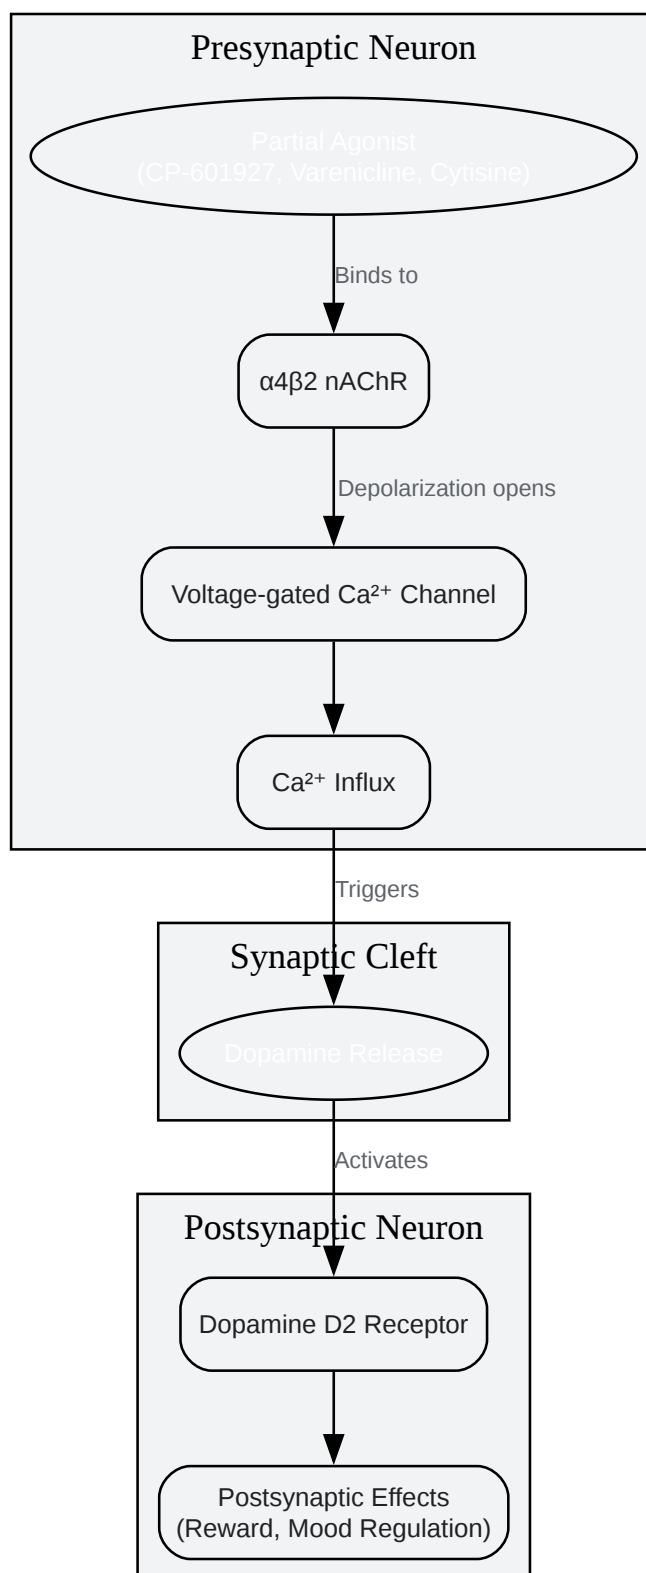 Presynaptic Neuron
Partial Agonist
(CP-601927, Varenicline, Cytisine)
Binds to
α4β2 nAChR
Depolarization opens
Voltage-gated Ca²⁺ Channel
Ca²⁺ Influx
Triggers
Synaptic Cleft
Dopamine Release
Activates
Postsynaptic Neuron
Dopamine D2 Receptor
Postsynaptic Effects
(Reward, Mood Regulation)